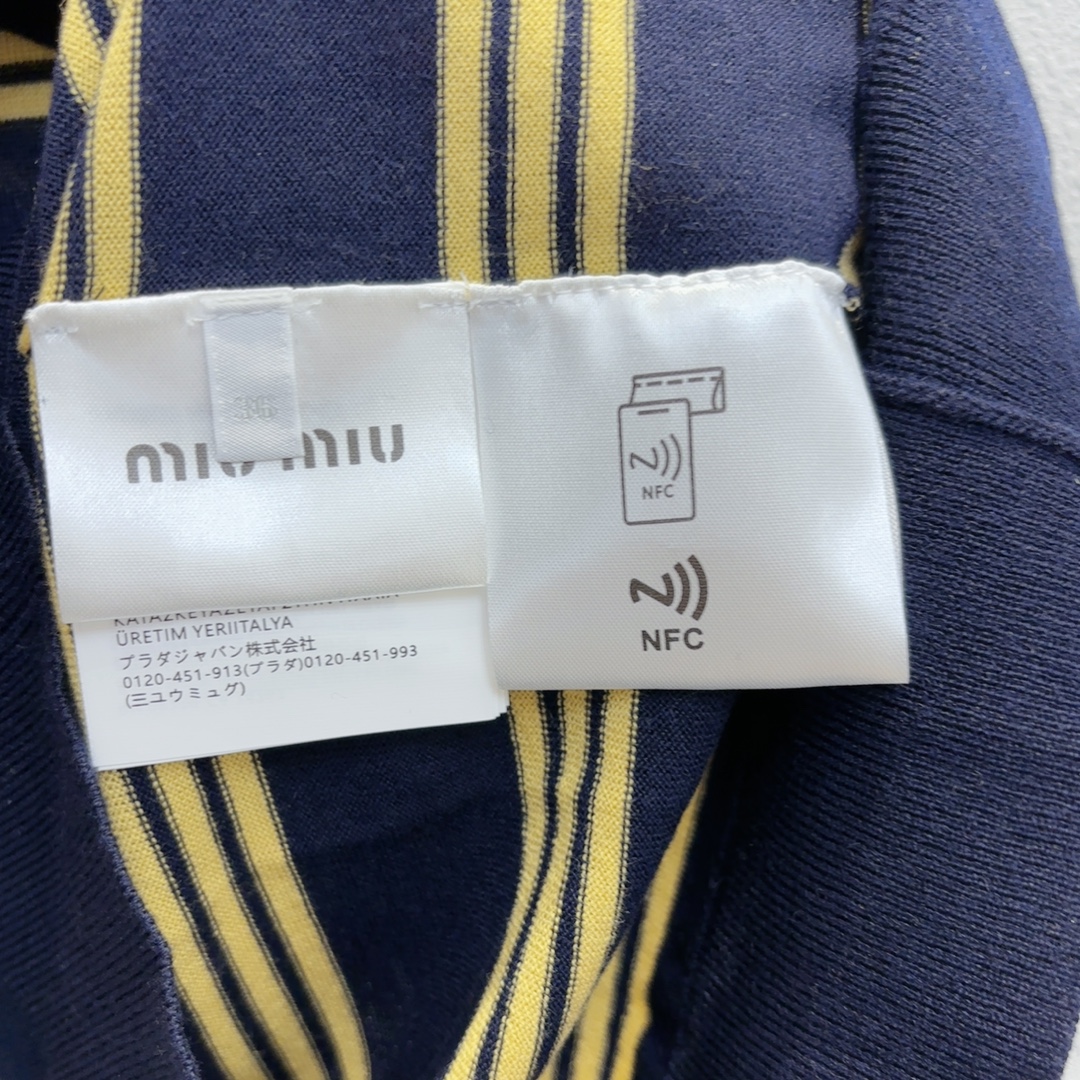 miu miu
NFC
NFC
ÜRETIM YERIITALYA
プラダジャパン株式会社
0120-451-913(プラダ)0120-451-993
(三ユウミュグ)